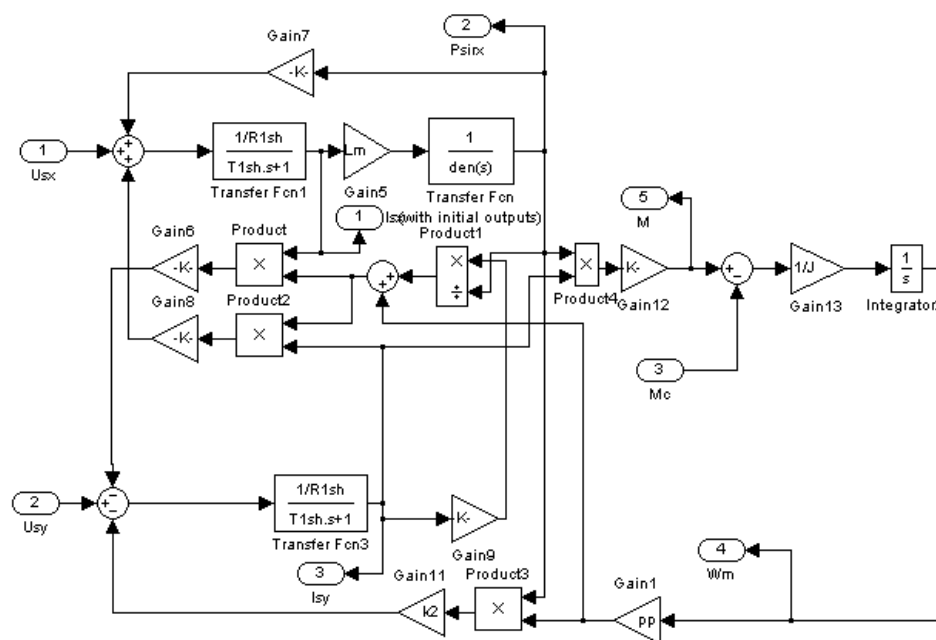 2
Psirx
Gain7
-K-
1
Usx
+
+
+
1/R1sh
T1sh.s+1
Transfer Fcn1
Lm
Gain5
1
den(s)
Transfer Fcn
(with initial outputs)
1
Gain6
-K-
Product
×
Product1
×
÷
+
+
Product2
×
Gain8
-K-
×
Product4
K-
Gain12
5
M
+
−
1/J
Gain13
1
s
Integrator
3
Mc
2
Usy
+
−
−
1/R1sh
T1sh.s+1
Transfer Fcn3
K-
Gain9
3
Isy
Gain11
k2
Product3
×
Gain1
pp
4
Wm